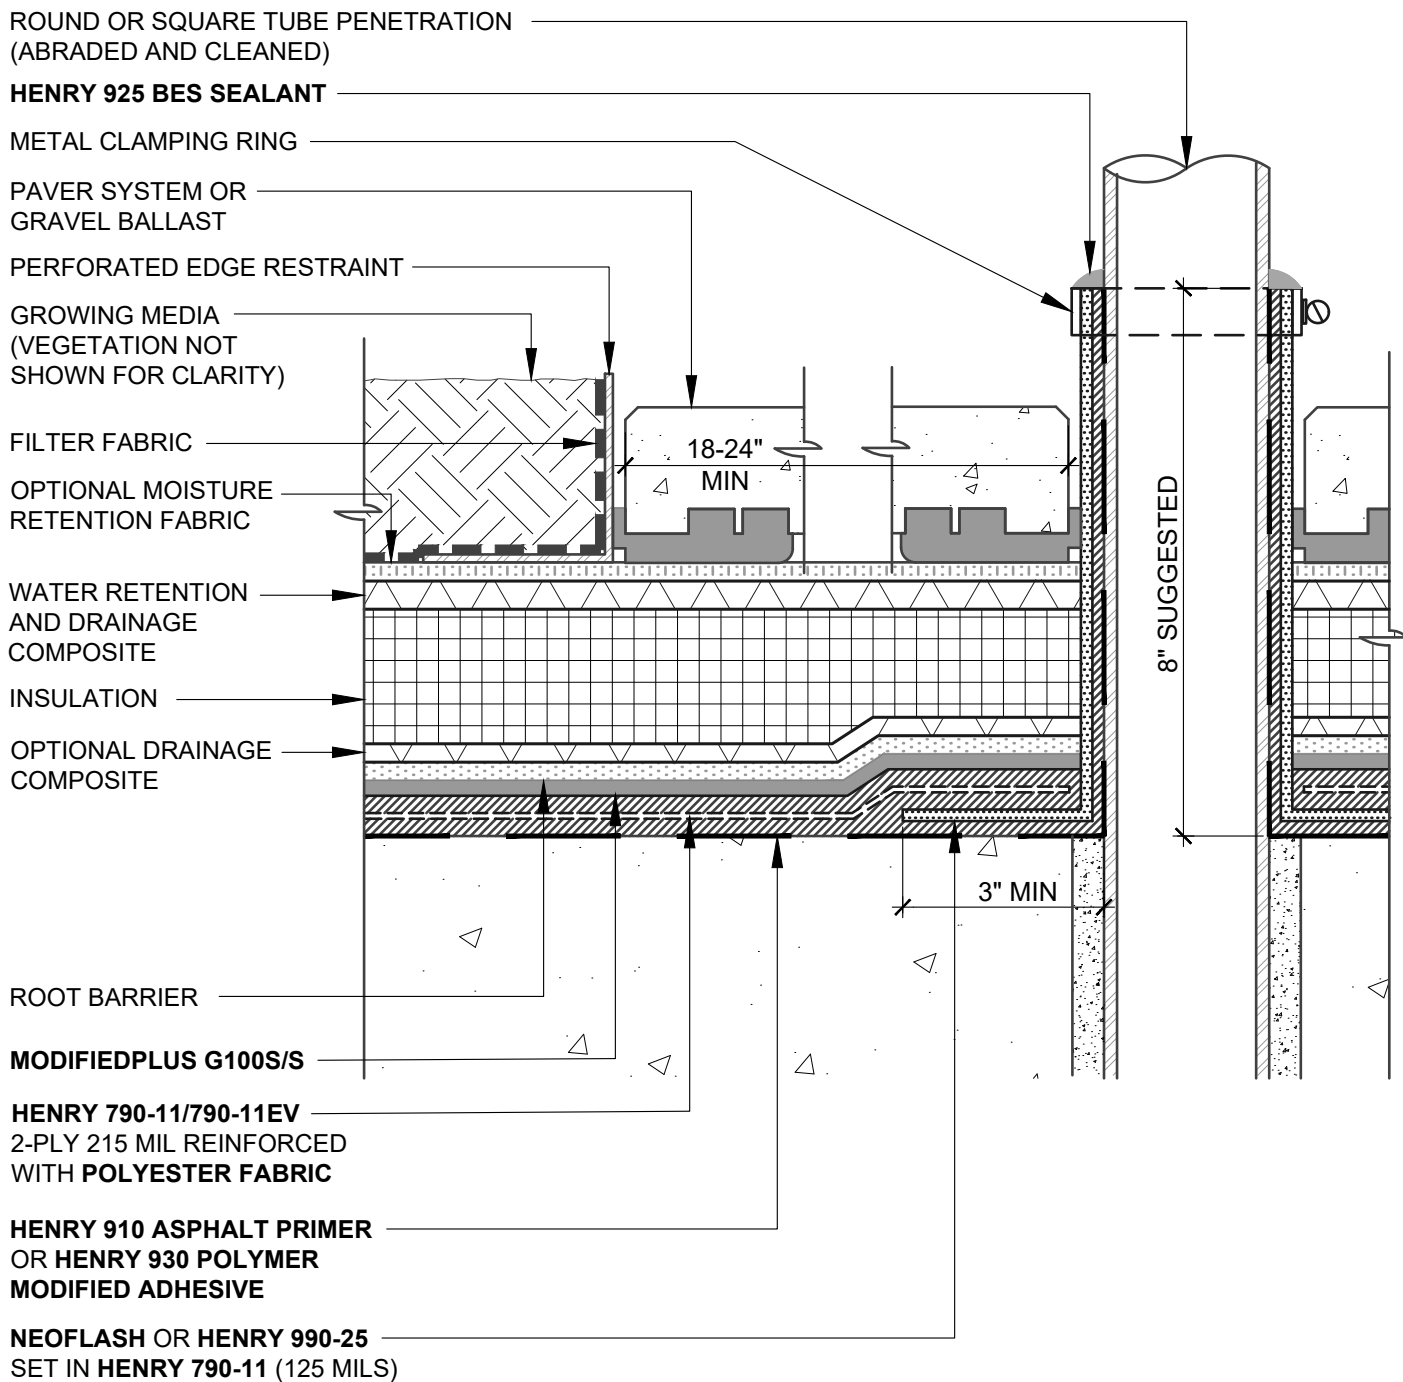 ROUND OR SQUARE TUBE PENETRATION
(ABRADED AND CLEANED)
HENRY 925 BES SEALANT
METAL CLAMPING RING
PAVER SYSTEM OR
GRAVEL BALLAST
PERFORATED EDGE RESTRAINT
GROWING MEDIA
(VEGETATION NOT
SHOWN FOR CLARITY)
FILTER FABRIC
OPTIONAL MOISTURE
RETENTION FABRIC
WATER RETENTION
AND DRAINAGE
COMPOSITE
INSULATION
OPTIONAL DRAINAGE
COMPOSITE
ROOT BARRIER
MODIFIEDPLUS G100S/S
HENRY 790-11/790-11EV
2-PLY 215 MIL REINFORCED
WITH POLYESTER FABRIC
HENRY 910 ASPHALT PRIMER
OR HENRY 930 POLYMER
MODIFIED ADHESIVE
NEOFLASH OR HENRY 990-25
SET IN HENRY 790-11 (125 MILS)
18-24"
MIN
8" SUGGESTED
3" MIN